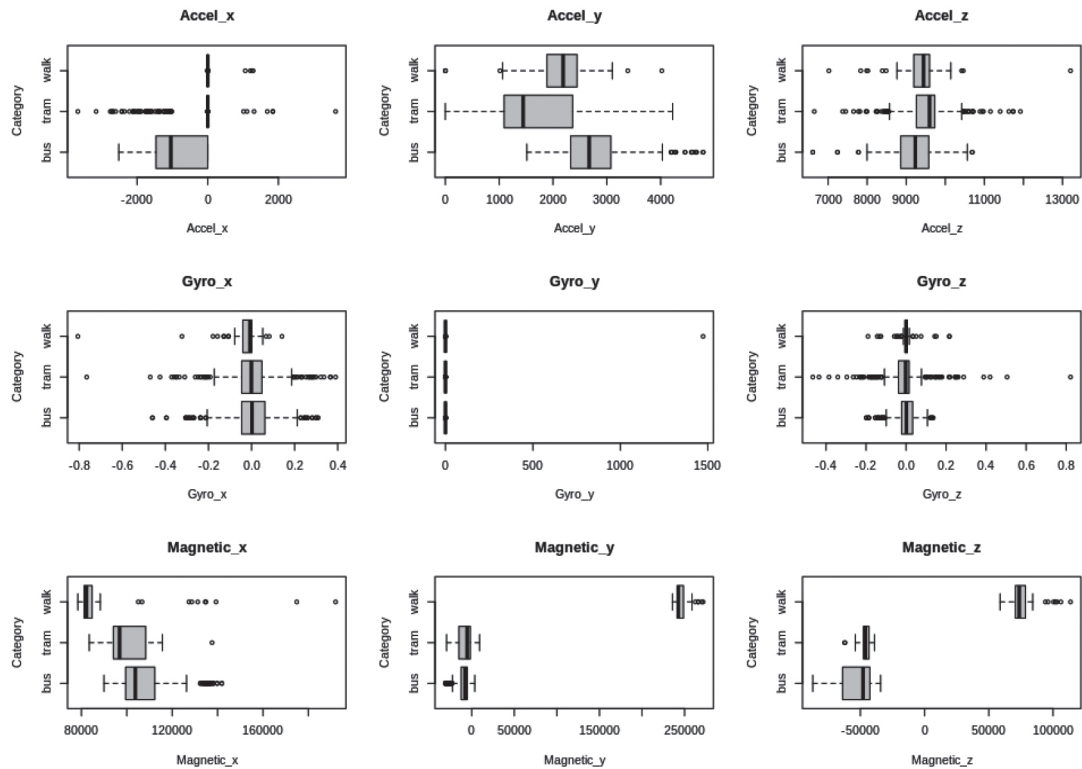 Accel_x
Category
walk
tram
bus
-2000 0 2000
Accel_x
Accel_y
Category
walk
tram
bus
0 1000 2000 3000 4000
Accel_y
Accel_z
Category
walk
tram
bus
7000 8000 9000 11000 13000
Accel_z
Gyro_x
Category
walk
tram
bus
-0.8 -0.6 -0.4 -0.2 0.0 0.2 0.4
Gyro_x
Gyro_y
Category
walk
tram
bus
0 500 1000 1500
Gyro_y
Gyro_z
Category
walk
tram
bus
-0.4 0.0 0.2 0.4 0.6 0.8
Gyro_z
Magnetic_x
Category
walk
tram
bus
80000 120000 160000
Magnetic_x
Magnetic_y
Category
walk
tram
bus
0 50000 150000 250000
Magnetic_y
Magnetic_z
Category
walk
tram
bus
-50000 0 50000 100000
Magnetic_z